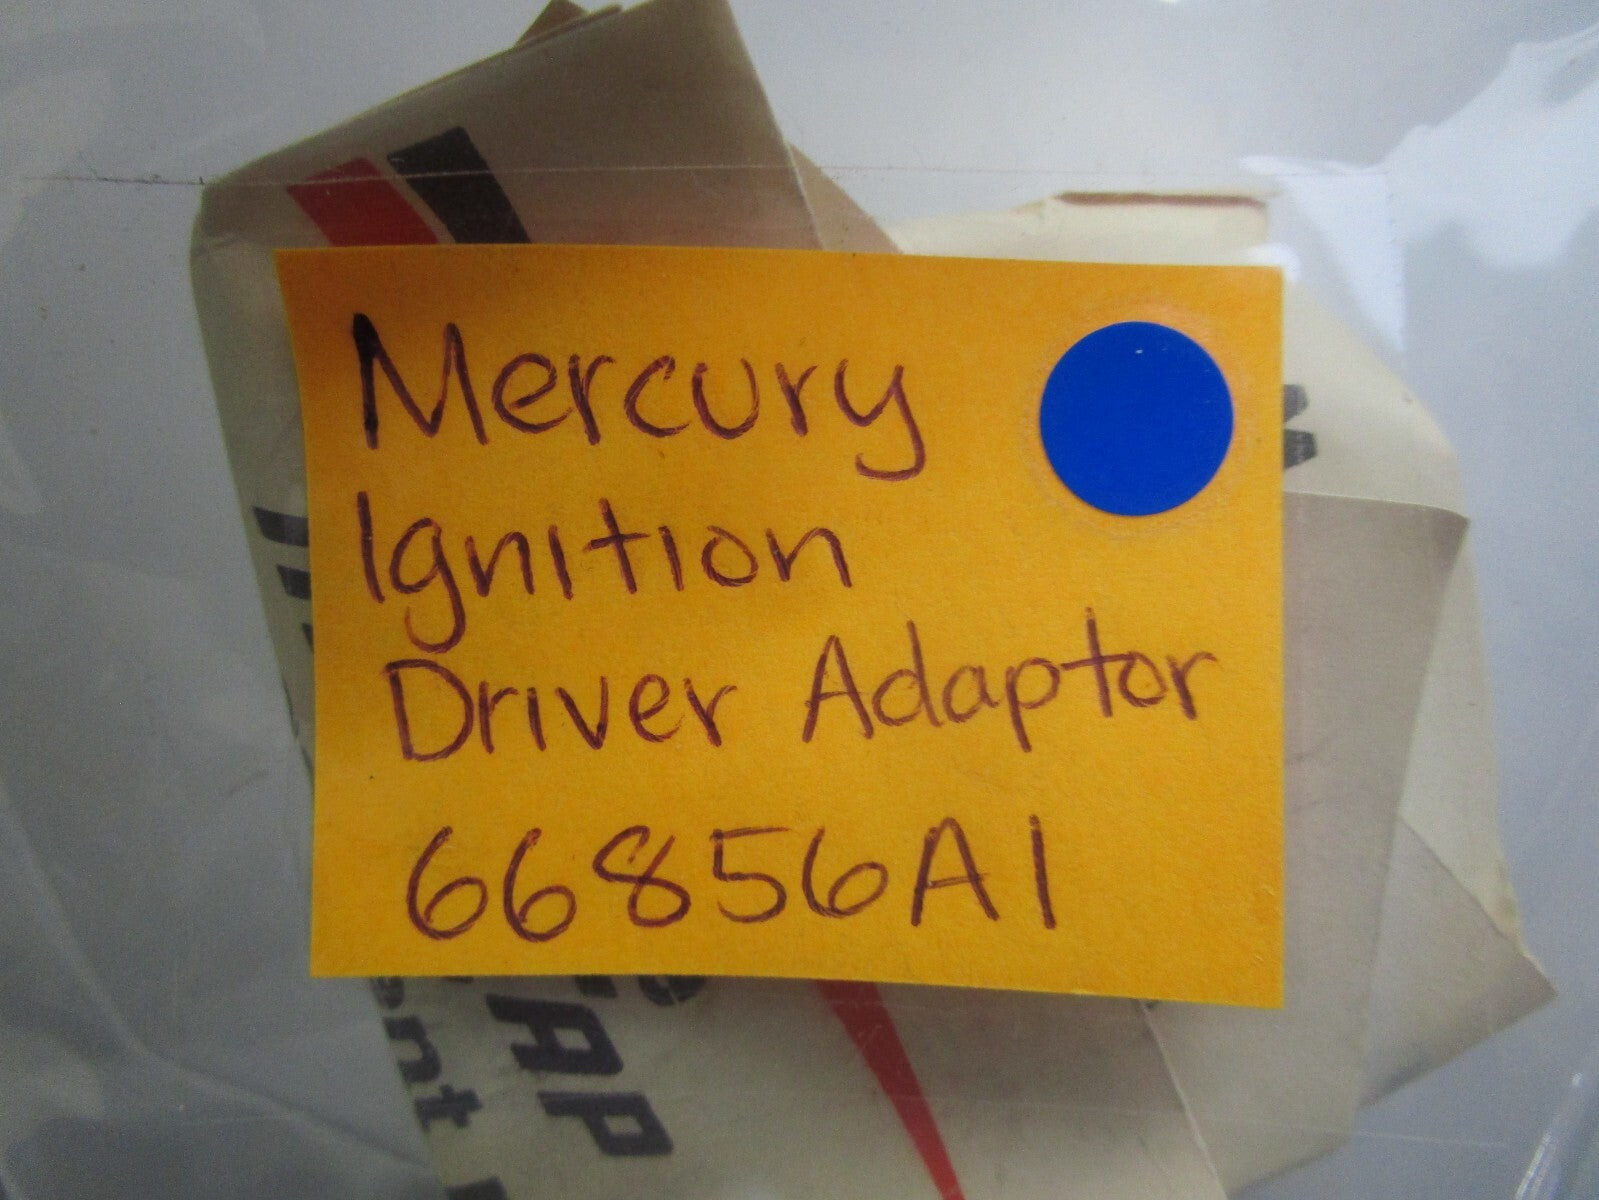 Mercury
Ignition
Driver Adaptor
66856A1